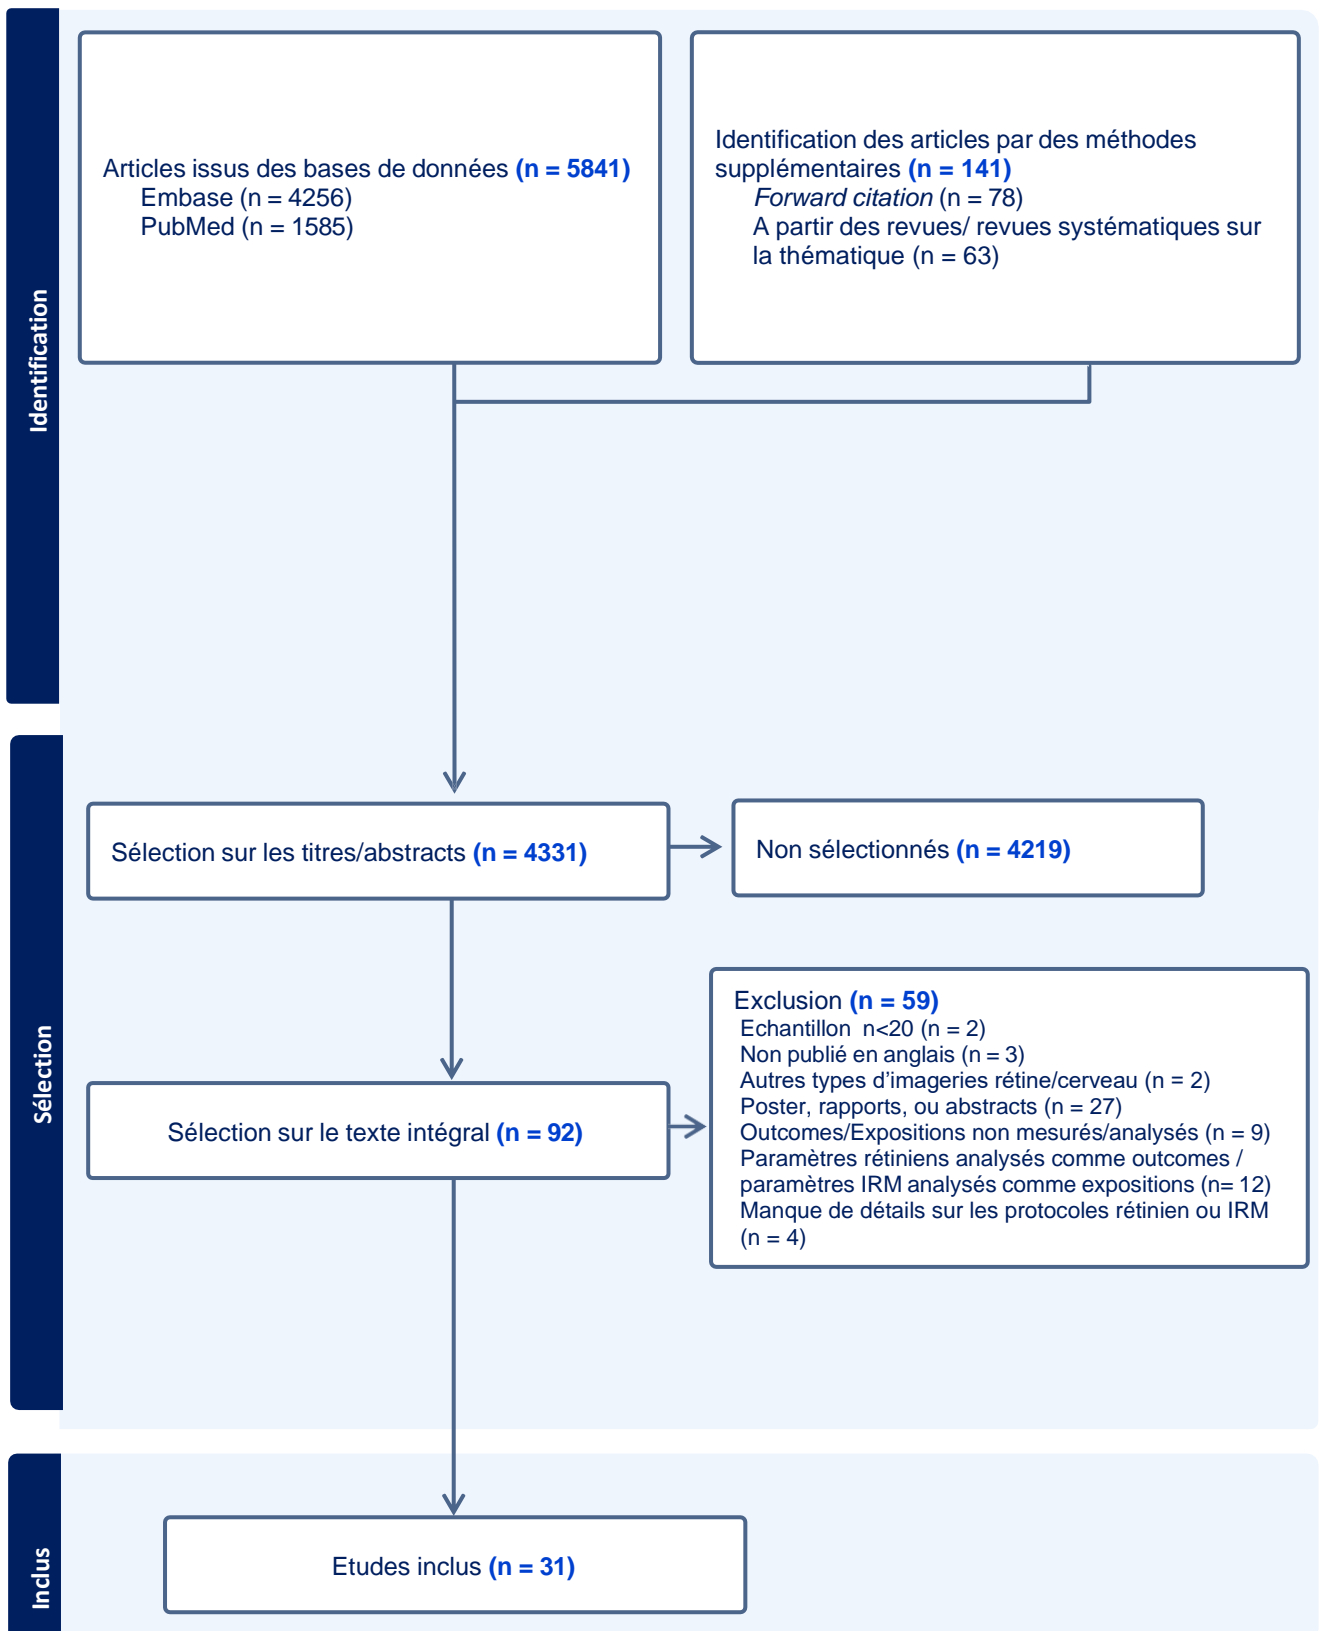 Identification
Articles issus des bases de données (n = 5841)
Embase (n = 4256)
PubMed (n = 1585)
Identification des articles par des méthodes
supplémentaires (n = 141)
Forward citation (n = 78)
A partir des revues/ revues systématiques sur
la thématique (n = 63)
Sélection
Sélection sur les titres/abstracts (n = 4331)
Non sélectionnés (n = 4219)
Sélection sur le texte intégral (n = 92)
Exclusion (n = 59)
Echantillon n<20 (n = 2)
Non publié en anglais (n = 3)
Autres types d’imageries rétine/cerveau (n = 2)
Poster, rapports, ou abstracts (n = 27)
Outcomes/Expositions non mesurés/analysés (n = 9)
Paramètres rétiniens analysés comme outcomes /
paramètres IRM analysés comme expositions (n= 12)
Manque de détails sur les protocoles rétinien ou IRM
(n = 4)
Inclus
Etudes inclus (n = 31)